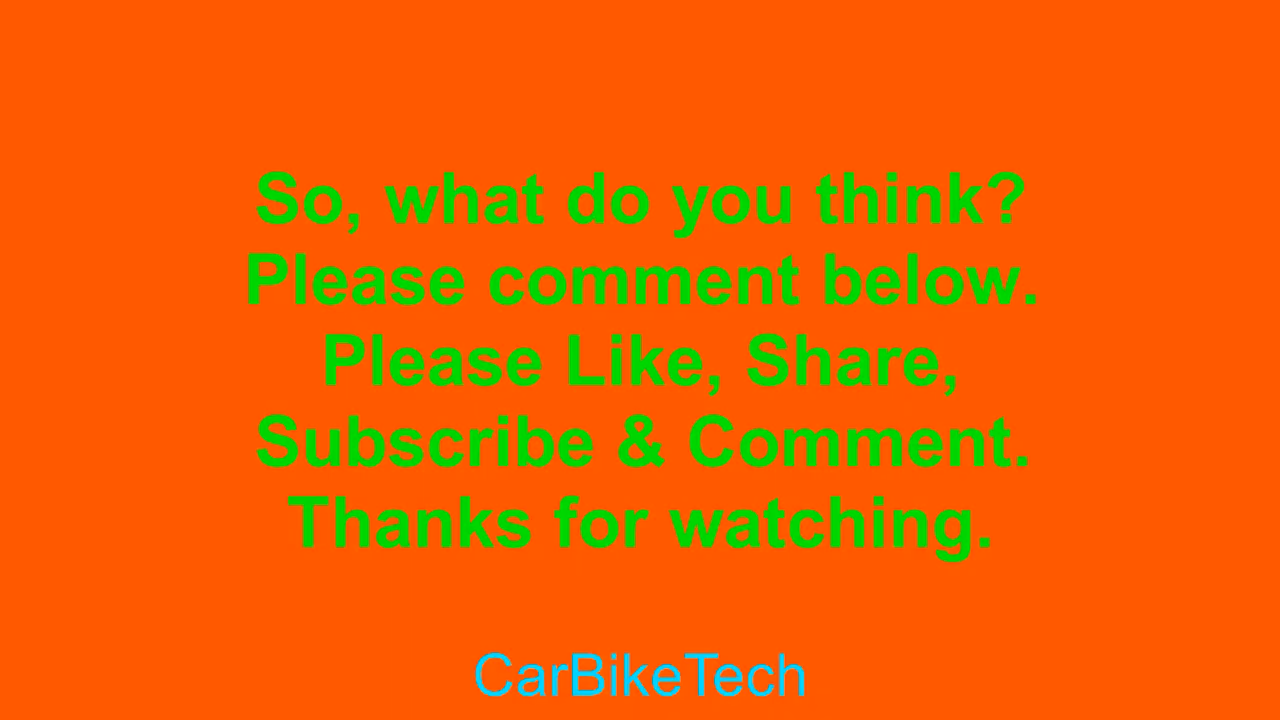 So, what do you think?
Please comment below.
Please Like, Share,
Subscribe & Comment.
Thanks for watching.
CarBikeTech